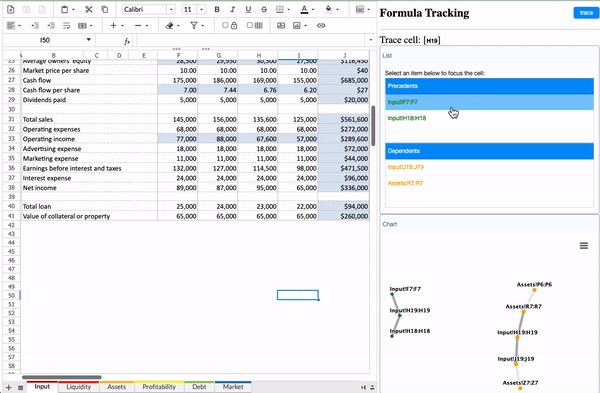 Calibri 11
B I U S A
I50 fx
A B C D E F G H I J
25 Average owners' equity 28,500 29,950 30,500 27,500 $116,450
26 Market price per share 10.00 10.00 10.00 10.00 $40
27 Cash flow 175,000 186,000 169,000 155,000 $685,000
28 Cash flow per share 7.00 7.44 6.76 6.20 $27
29 Dividends paid 5,000 5,000 5,000 5,000 $20,000
30
31 Total sales 145,000 156,000 135,600 125,000 $561,600
32 Operating expenses 68,000 68,000 68,000 68,000 $272,000
33 Operating income 77,000 88,000 67,600 57,000 $289,600
34 Advertising expense 18,000 18,000 18,000 18,000 $72,000
35 Marketing expense 11,000 11,000 11,000 11,000 $44,000
36 Earnings before interest and taxes 132,000 127,000 114,500 98,000 $471,500
37 Interest expense 24,000 24,000 24,000 24,000 $96,000
38 Net income 89,000 87,000 95,000 65,000 $336,000
39
40 Total loan 25,000 24,000 23,000 22,000 $94,000
41 Value of collateral or property 65,000 65,000 65,000 65,000 $260,000
42
43
44
45
46
47
48
49
50
51
52
53
54
55
56
57
58
Input Liquidity Assets Profitability Debt Market
Formula Tracking
trace
Trace cell: [H19]
List
Select an item below to focus the cell:
Precedents
Input!F7:F7
Input!H18:H18
Dependents
Input!J19:J19
Assets!R7:R7
Chart
Input!F7:F7
Input!H19:H19
Input!H18:H18
Assets!P6:P6
Assets!R7:R7
Input!H19:H19
Input!J19:J19
Assets!Z7:Z7